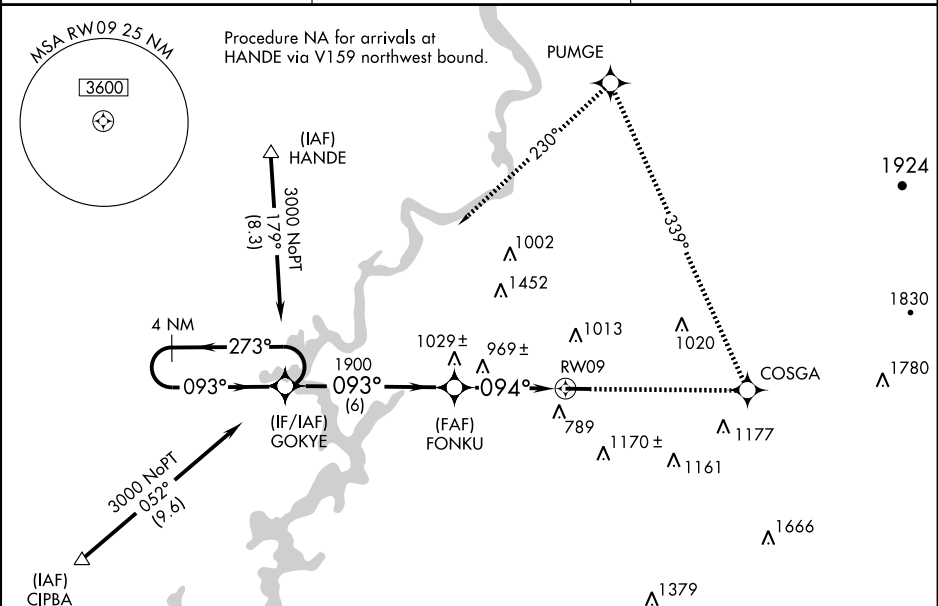 MSA RW09 25 NM
3600
Procedure NA for arrivals at
HANDE via V159 northwest bound.
PUMGE
(IAF)
HANDE
230°
1924
3000 NoPT
179°
(8.3)
339°
1002
1452
1830
4 NM
273°
1029±
969±
1013
1020
1780
093°
1900
093°
(6)
094°
RW09
COSGA
(IF/IAF)
GOKYE
(FAF)
FONKU
789
1177
1170±
1161
3000 NoPT
052°
(9.6)
1666
(IAF)
CIPBA
1379